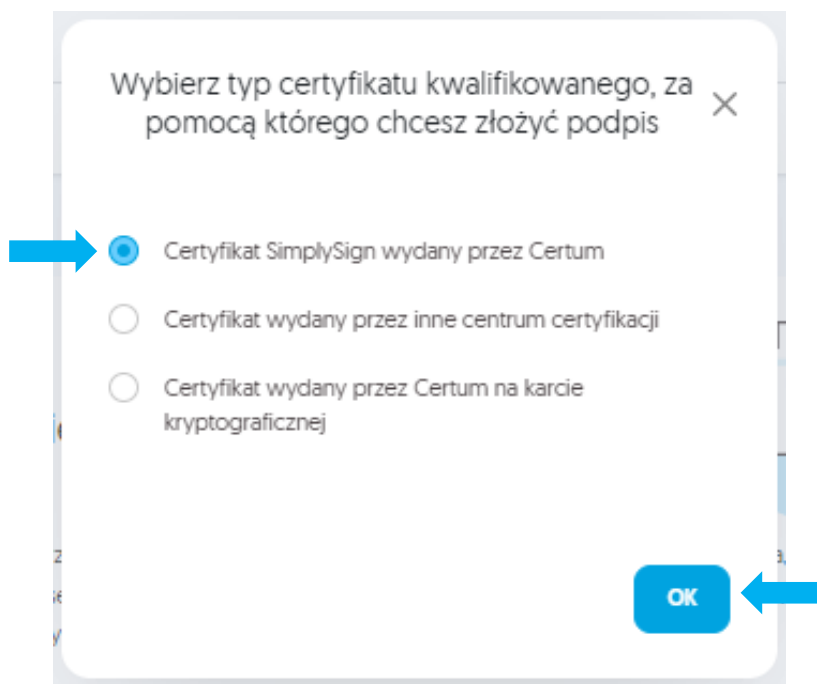 Wybierz typ certyfikatu kwalifikowanego, za
pomocą którego chcesz złożyć podpis
Certyfikat SimplySign wydany przez Certum
Certyfikat wydany przez inne centrum certyfikacji
Certyfikat wydany przez Certum na karcie
kryptograficznej
OK